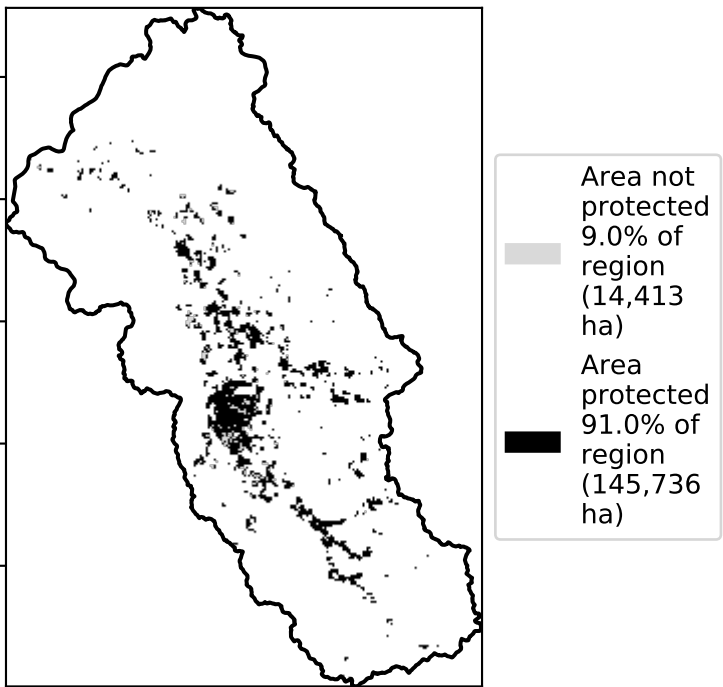 Area not
protected
9.0% of
region
(14,413
ha)
Area
protected
91.0% of
region
(145,736
ha)